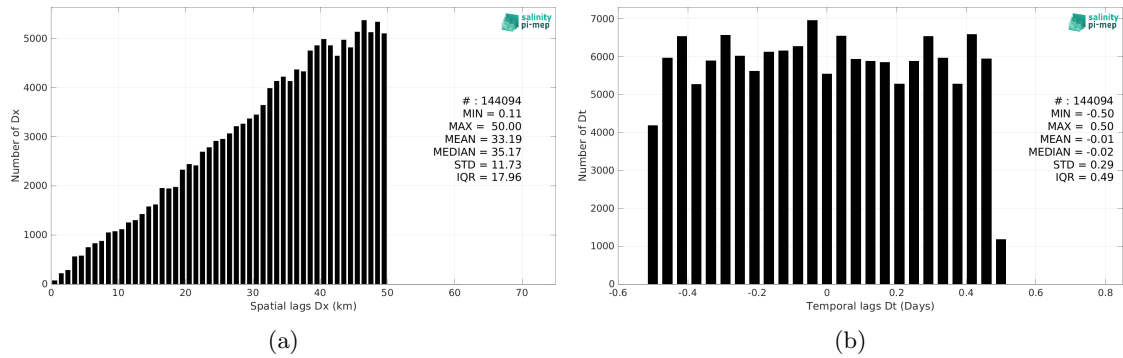 salinity
pi-mep
5000
4000
3000
2000
1000
0
Number of Dx
# : 144094
MIN = 0.11
MAX = 50.00
MEAN = 33.19
MEDIAN = 35.17
STD = 11.73
IQR = 17.96
0 10 20 30 40 50 60 70
Spatial lags Dx (km)
(a)
salinity
pi-mep
7000
6000
5000
4000
3000
2000
1000
0
Number of Dt
# : 144094
MIN = -0.50
MAX = 0.50
MEAN = -0.01
MEDIAN = -0.02
STD = 0.29
IQR = 0.49
-0.6 -0.4 -0.2 0 0.2 0.4 0.6 0.8
Temporal lags Dt (Days)
(b)